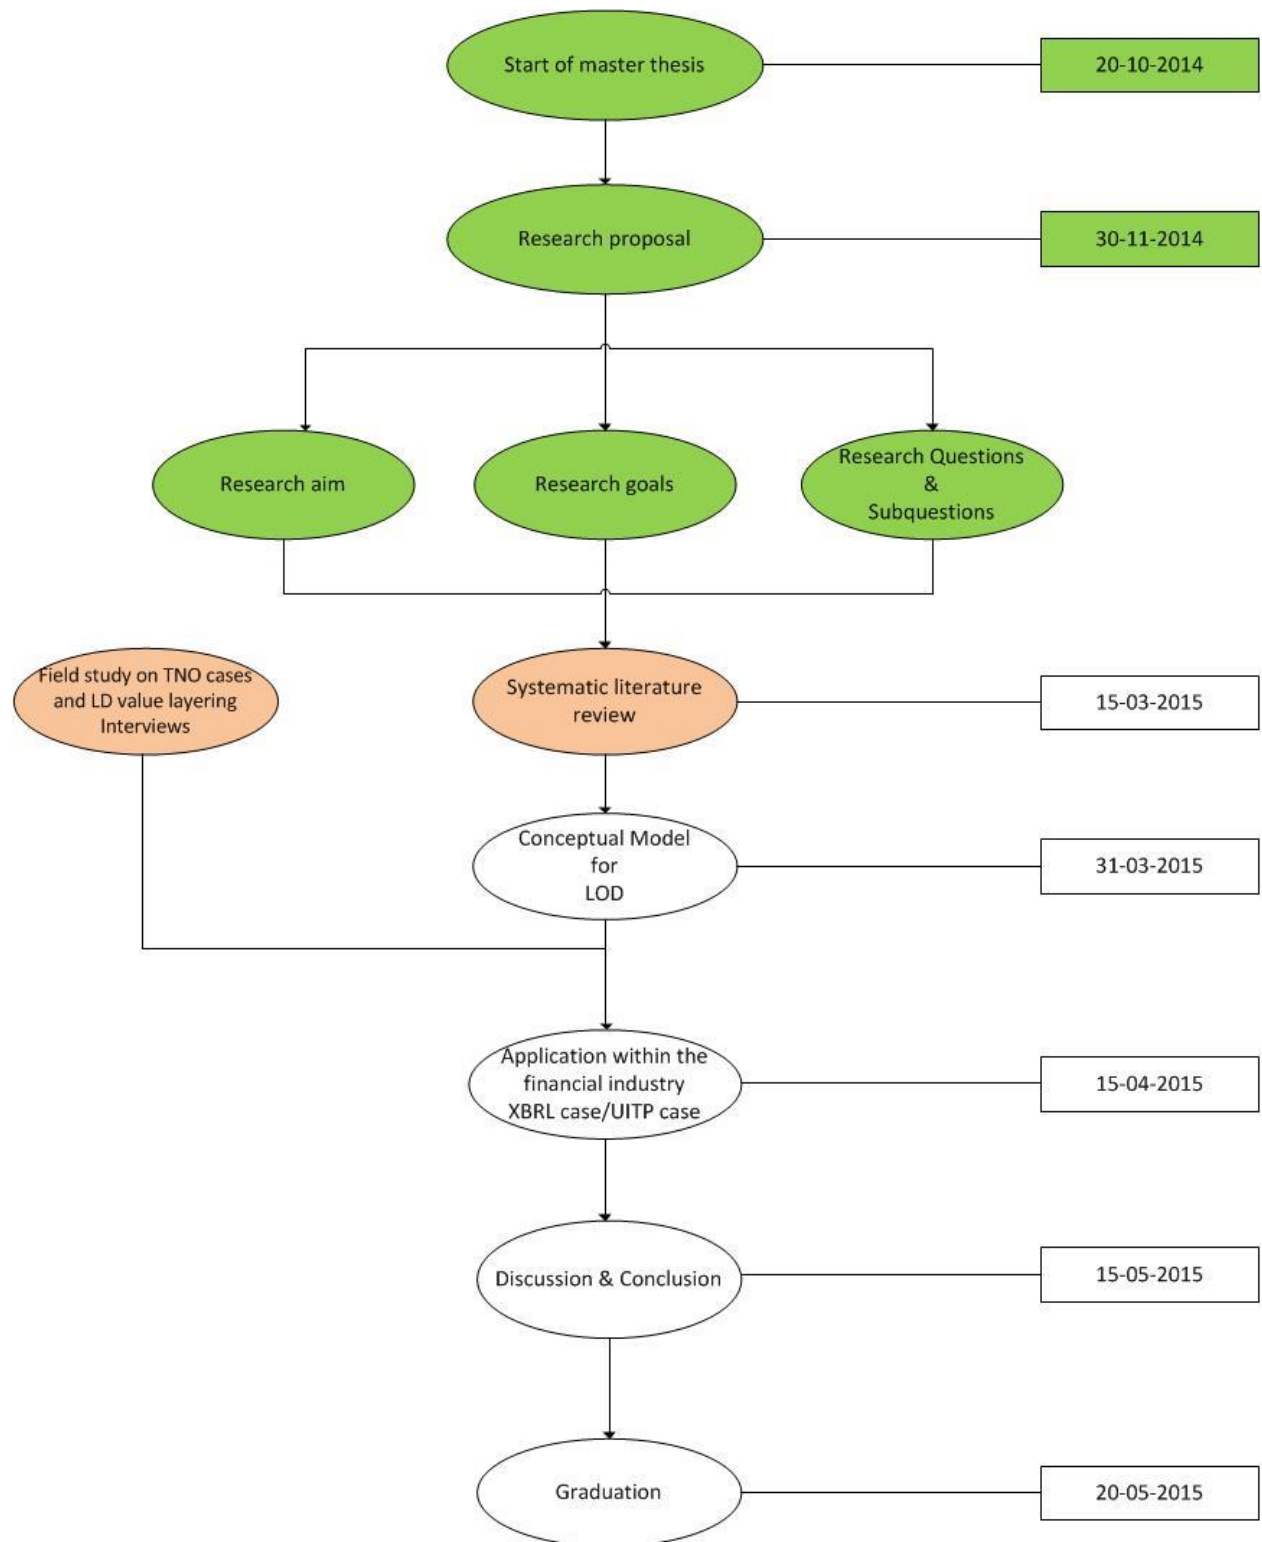 Start of master thesis
20-10-2014
Research proposal
30-11-2014
Research aim
Research goals
Research Questions
&
Subquestions
Field study on TNO cases
and LD value layering
Interviews
Systematic literature
review
15-03-2015
Conceptual Model
for
LOD
31-03-2015
Application within the
financial industry
XBRL case/UITP case
15-04-2015
Discussion & Conclusion
15-05-2015
Graduation
20-05-2015